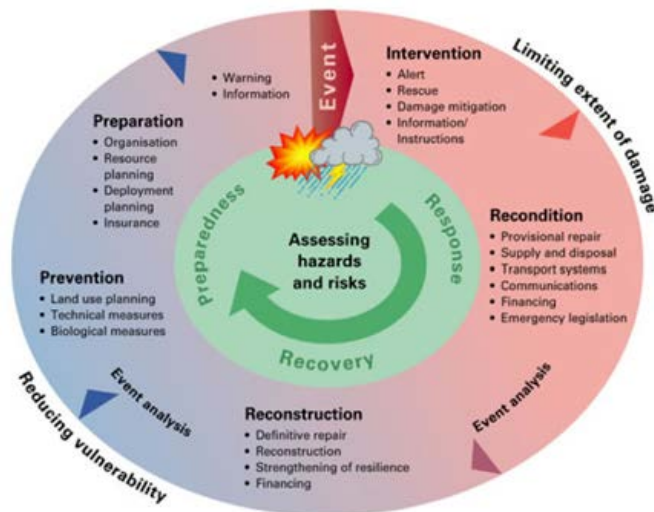 Event
Intervention
• Alert
• Rescue
• Damage mitigation
• Information/
Instructions
Limiting extent of damage
Recondition
• Provisional repair
• Supply and disposal
• Transport systems
• Communications
• Financing
• Emergency legislation
Event analysis
Reconstruction
• Definitive repair
• Reconstruction
• Strengthening of resilience
• Financing
Event analysis
Reducing vulnerability
Prevention
• Land use planning
• Technical measures
• Biological measures
Preparation
• Organisation
• Resource
planning
• Deployment
planning
• Insurance
• Warning
• Information
Preparedness
Response
Recovery
Assessing
hazards
and risks